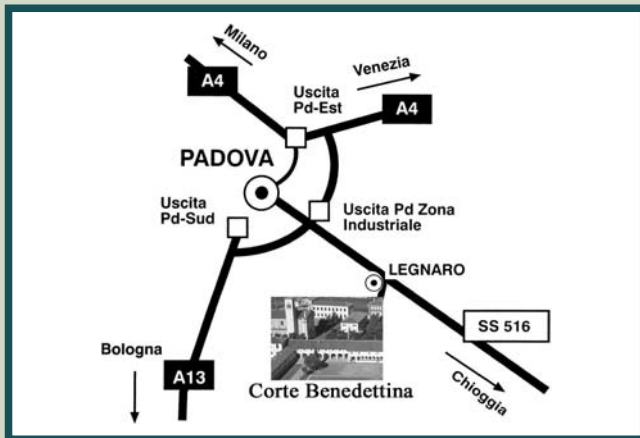 Milano
A4
Venezia
Uscita
Pd-Est
A4
PADOVA
Uscita
Pd-Sud
Uscita Pd Zona
Industriale
LEGNARO
SS 516
Bologna
A13
Corte Benedettina
Chioggia